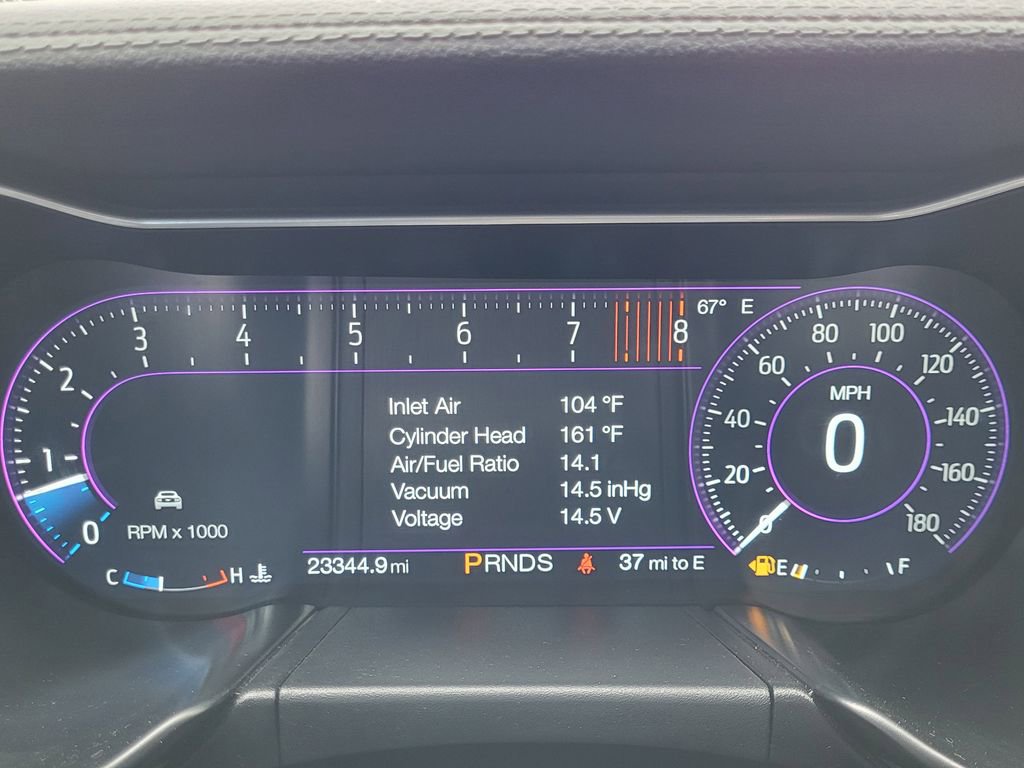 3 4 5 6 7 8 67° E
2
1
0
RPM x 1000
C H
Inlet Air 104 °F
Cylinder Head 161 °F
Air/Fuel Ratio 14.1
Vacuum 14.5 inHg
Voltage 14.5 V
23344.9 mi PRNDS 37 mi to E
0 20 40 60 80 100 120 140 160 180
MPH
0
E F